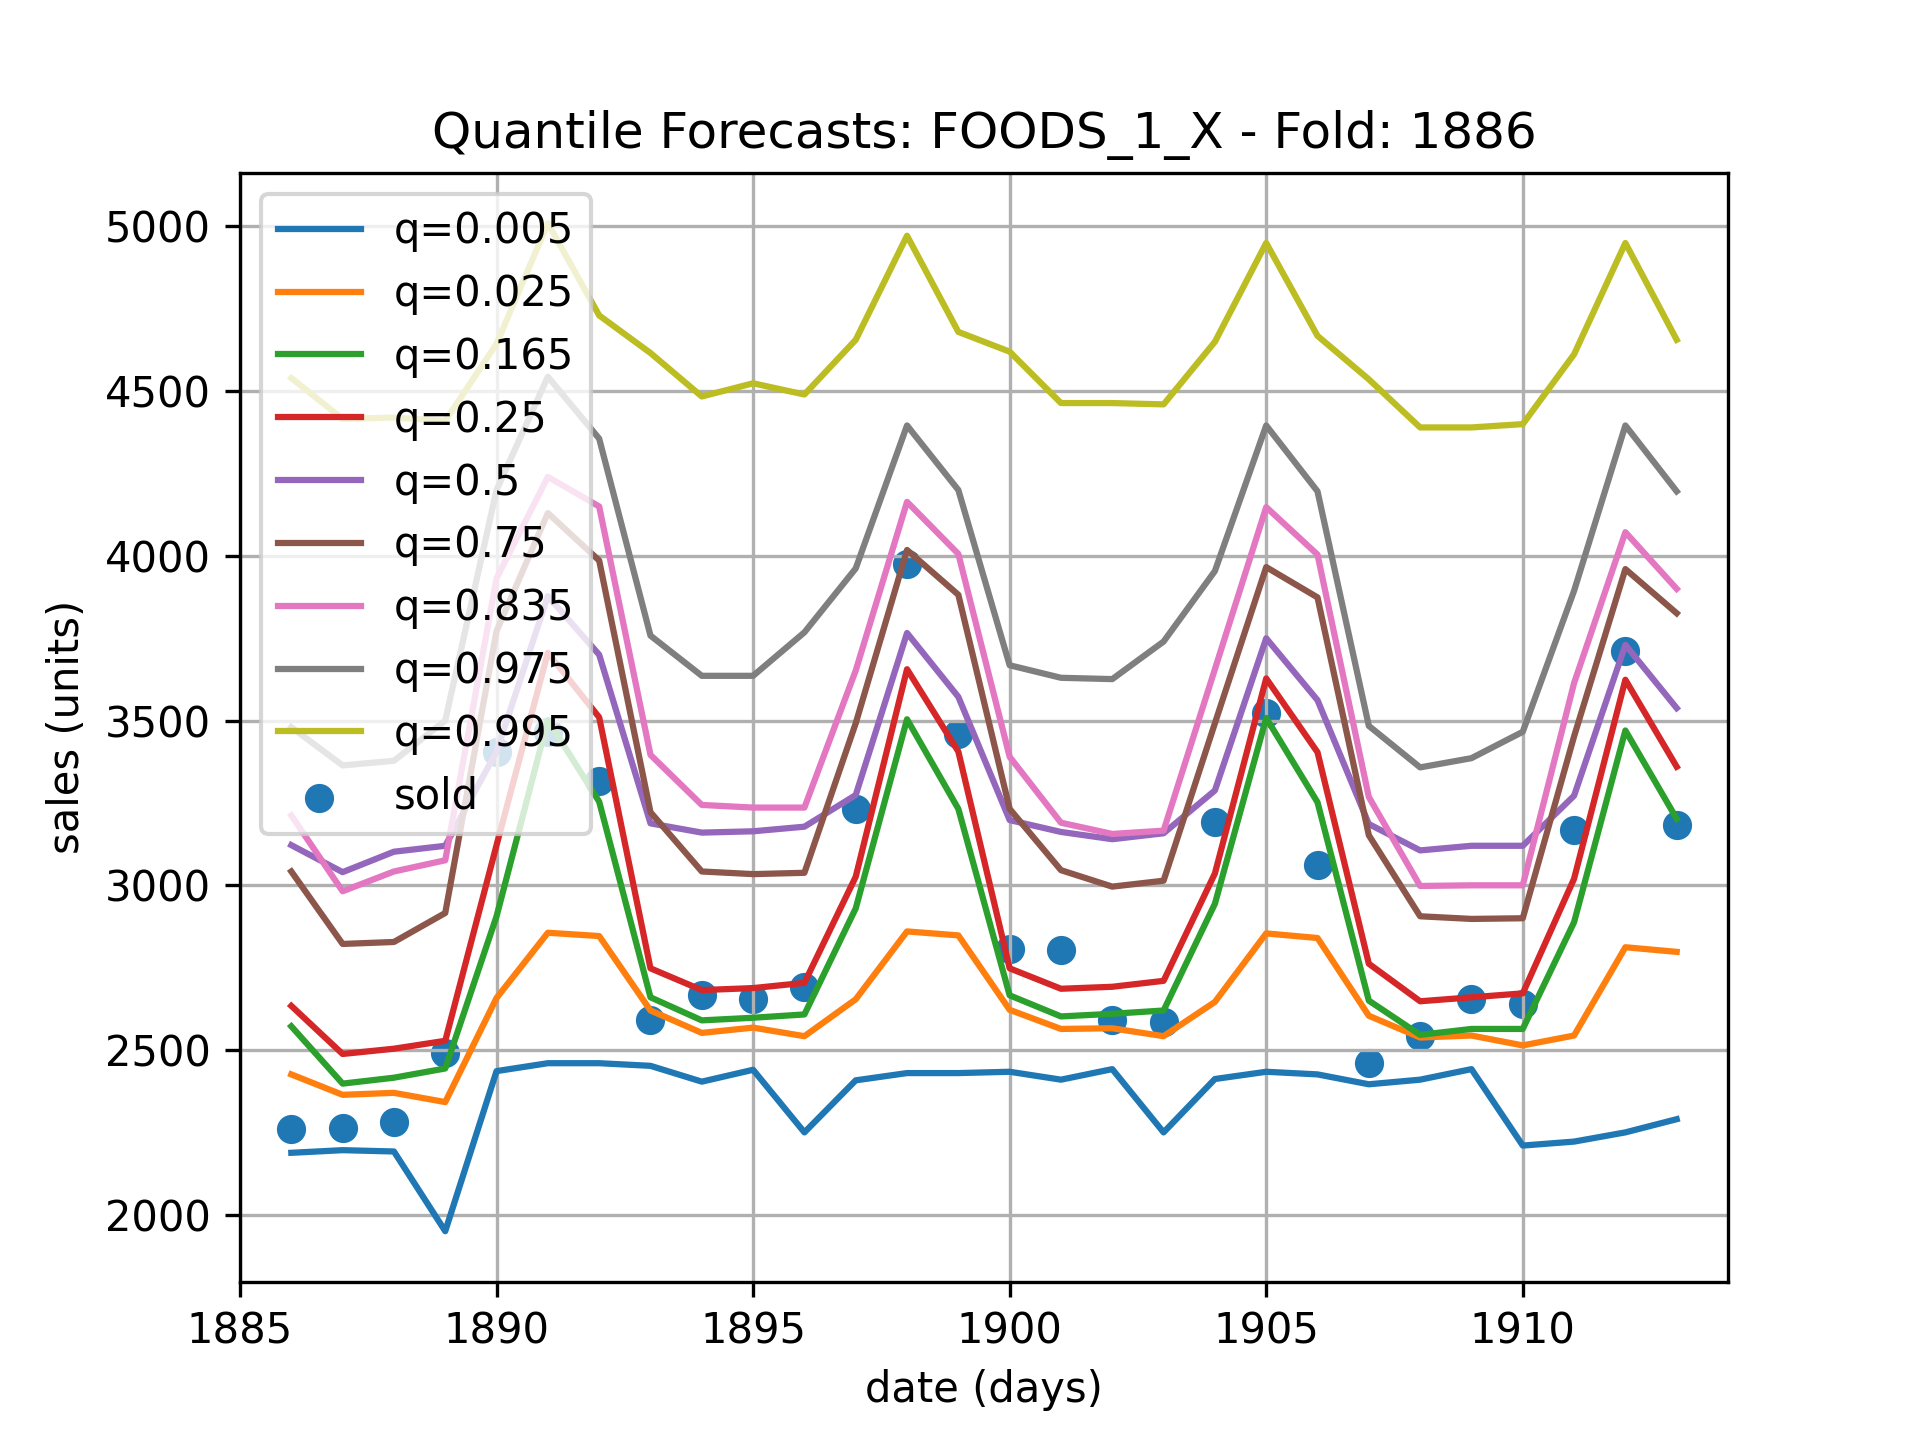 Quantile Forecasts: FOODS_1_X - Fold: 1886
5000
4500
4000
3500
3000
2500
2000
sales (units)
q=0.005
q=0.025
q=0.165
q=0.25
q=0.5
q=0.75
q=0.835
q=0.975
q=0.995
sold
1885 1890 1895 1900 1905 1910
date (days)